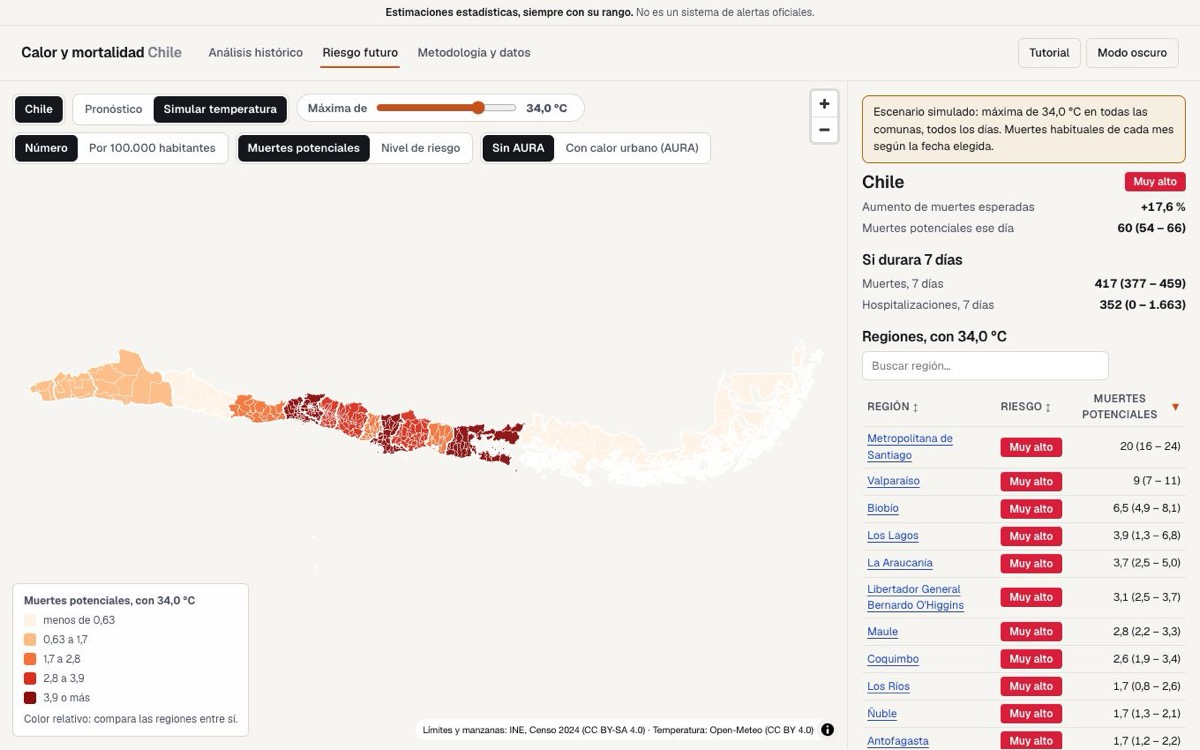 Estimaciones estadísticas, siempre con su rango. No es un sistema de alertas oficiales.
Calor y mortalidad Chile
Análisis histórico
Riesgo futuro
Metodología y datos
Tutorial
Modo oscuro
Chile
Pronóstico
Simular temperatura
Máxima de
34,0 °C
Número
Por 100.000 habitantes
Muertes potenciales
Nivel de riesgo
Sin AURA
Con calor urbano (AURA)
+
−
Muertes potenciales, con 34,0 °C
menos de 0,63
0,63 a 1,7
1,7 a 2,8
2,8 a 3,9
3,9 o más
Color relativo: compara las regiones entre sí.
Límites y manzanas: INE, Censo 2024 (CC BY-SA 4.0) · Temperatura: Open-Meteo (CC BY 4.0)
Escenario simulado: máxima de 34,0 °C en todas las
comunas, todos los días. Muertes habituales de cada mes
según la fecha elegida.
Chile
Muy alto
Aumento de muertes esperadas +17,6 %
Muertes potenciales ese día 60 (54 – 66)
Si durara 7 días
Muertes, 7 días 417 (377 – 459)
Hospitalizaciones, 7 días 352 (0 – 1.663)
Regiones, con 34,0 °C
Buscar región…
REGIÓN ↕ RIESGO ↕ MUERTES
POTENCIALES ▼
Metropolitana de
Santiago Muy alto 20 (16 – 24)
Valparaíso Muy alto 9 (7 – 11)
Biobío Muy alto 6,5 (4,9 – 8,1)
Los Lagos Muy alto 3,9 (1,3 – 6,8)
La Araucanía Muy alto 3,7 (2,5 – 5,0)
Libertador General
Bernardo O'Higgins Muy alto 3,1 (2,5 – 3,7)
Maule Muy alto 2,8 (2,2 – 3,3)
Coquimbo Muy alto 2,6 (1,9 – 3,4)
Los Ríos Muy alto 1,7 (0,8 – 2,6)
Ñuble Muy alto 1,7 (1,3 – 2,1)
Antofagasta Muy alto 1,7 (1,2 – 2,2)